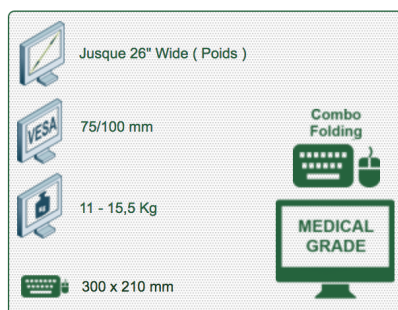 Jusque 26" Wide ( Poids )
VESA
75/100 mm
Combo
Folding
KG
11 - 15,5 Kg
MEDICAL
GRADE
300 x 210 mm